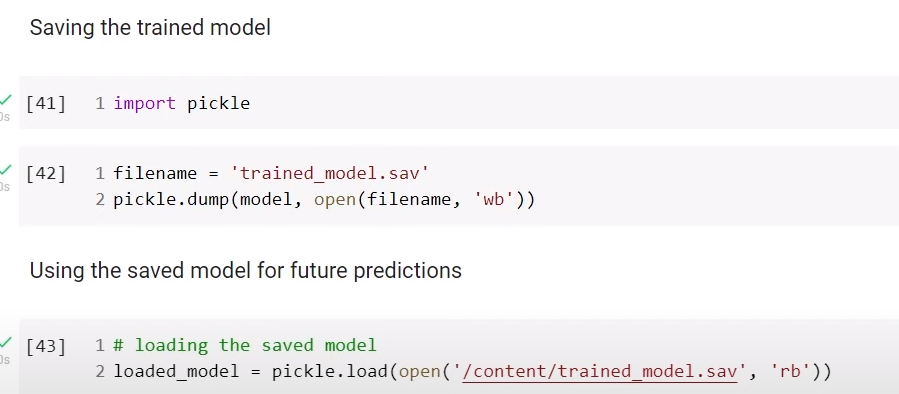 Saving the trained model
[41] 1 import pickle
0s
[42] 1 filename = 'trained_model.sav'
0s 2 pickle.dump(model, open(filename, 'wb'))
Using the saved model for future predictions
[43] 1 # loading the saved model
0s 2 loaded_model = pickle.load(open('/content/trained_model.sav', 'rb'))